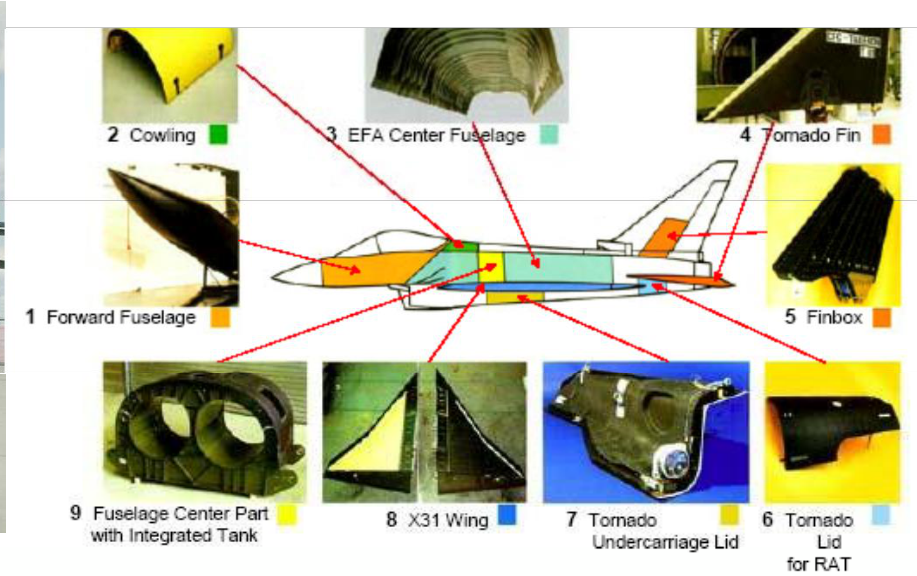 2 Cowling
3 EFA Center Fuselage
4 Tornado Fin
1 Forward Fuselage
5 Finbox
9 Fuselage Center Part
with Integrated Tank
8 X31 Wing
7 Tornado
Undercarriage Lid
6 Tornado
Lid
for RAT